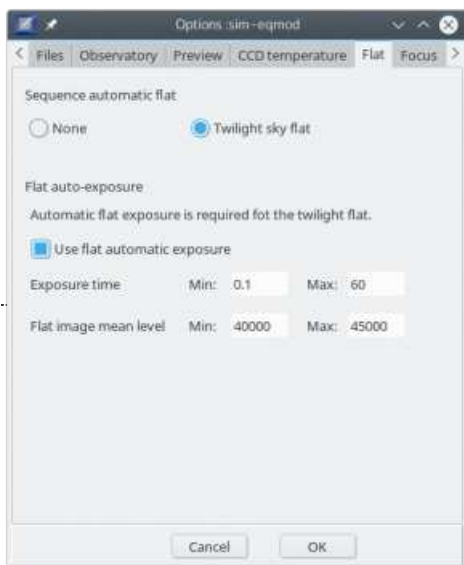 Options :sim-eqmod
Files Observatory Preview CCD temperature Flat Focus
Sequence automatic flat
None Twilight sky flat
Flat auto-exposure
Automatic flat exposure is required fot the twilight flat.
Use flat automatic exposure
Exposure time Min: 0.1 Max: 60
Flat image mean level Min: 40000 Max: 45000
Cancel OK